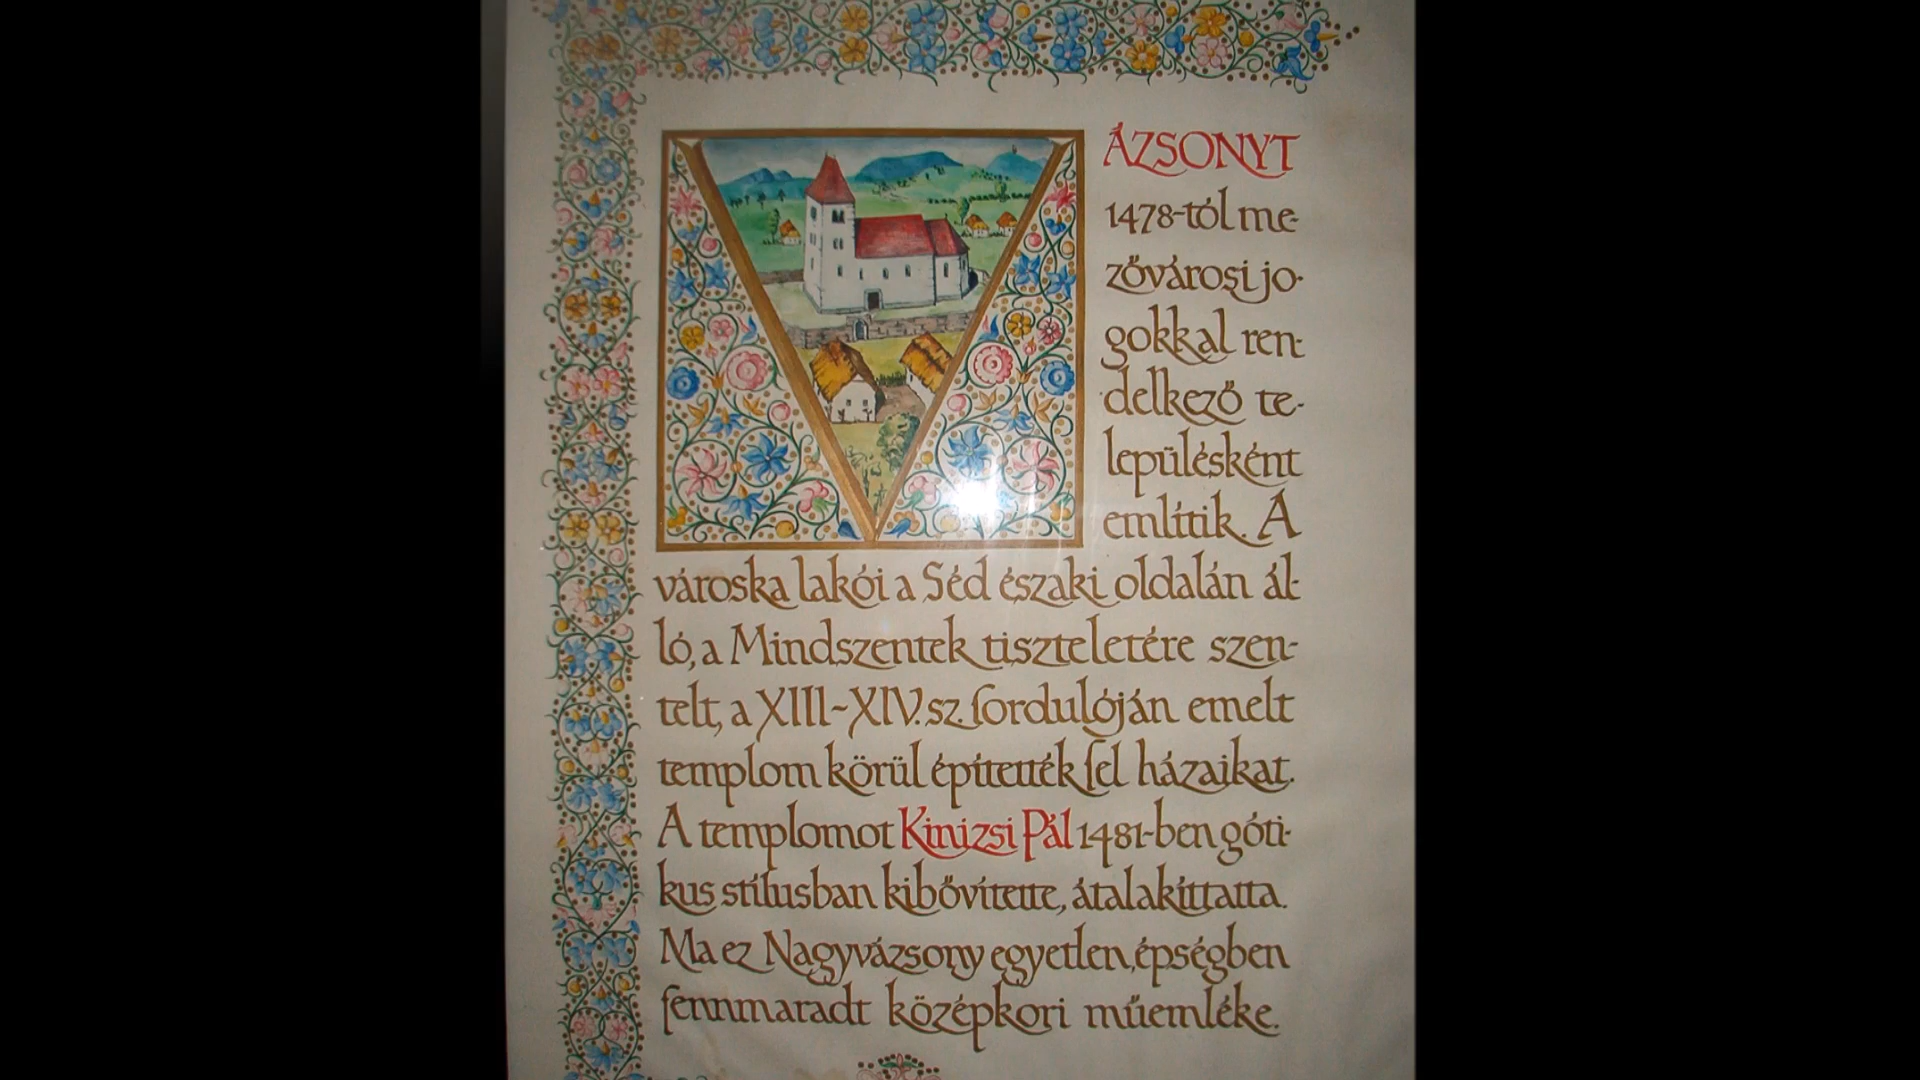 VÁZSONYT
1478-tól me-
zővárosi jo-
gokkal ren-
delkező te-
lepülésként
említik. A
városka lakói a Séd északi oldalán ál-
ló, a Mindszentek tiszteletére szen-
telt, a XIII-XIV. sz. fordulóján emelt
templom körül építették fel házaikat.
A templomot Kinizsi Pál 1481-ben góti-
kus stílusban kibővítette, átalakíttatta.
Ma ez Nagyvázsony egyetlen, épségben
fennmaradt középkori műemléke.